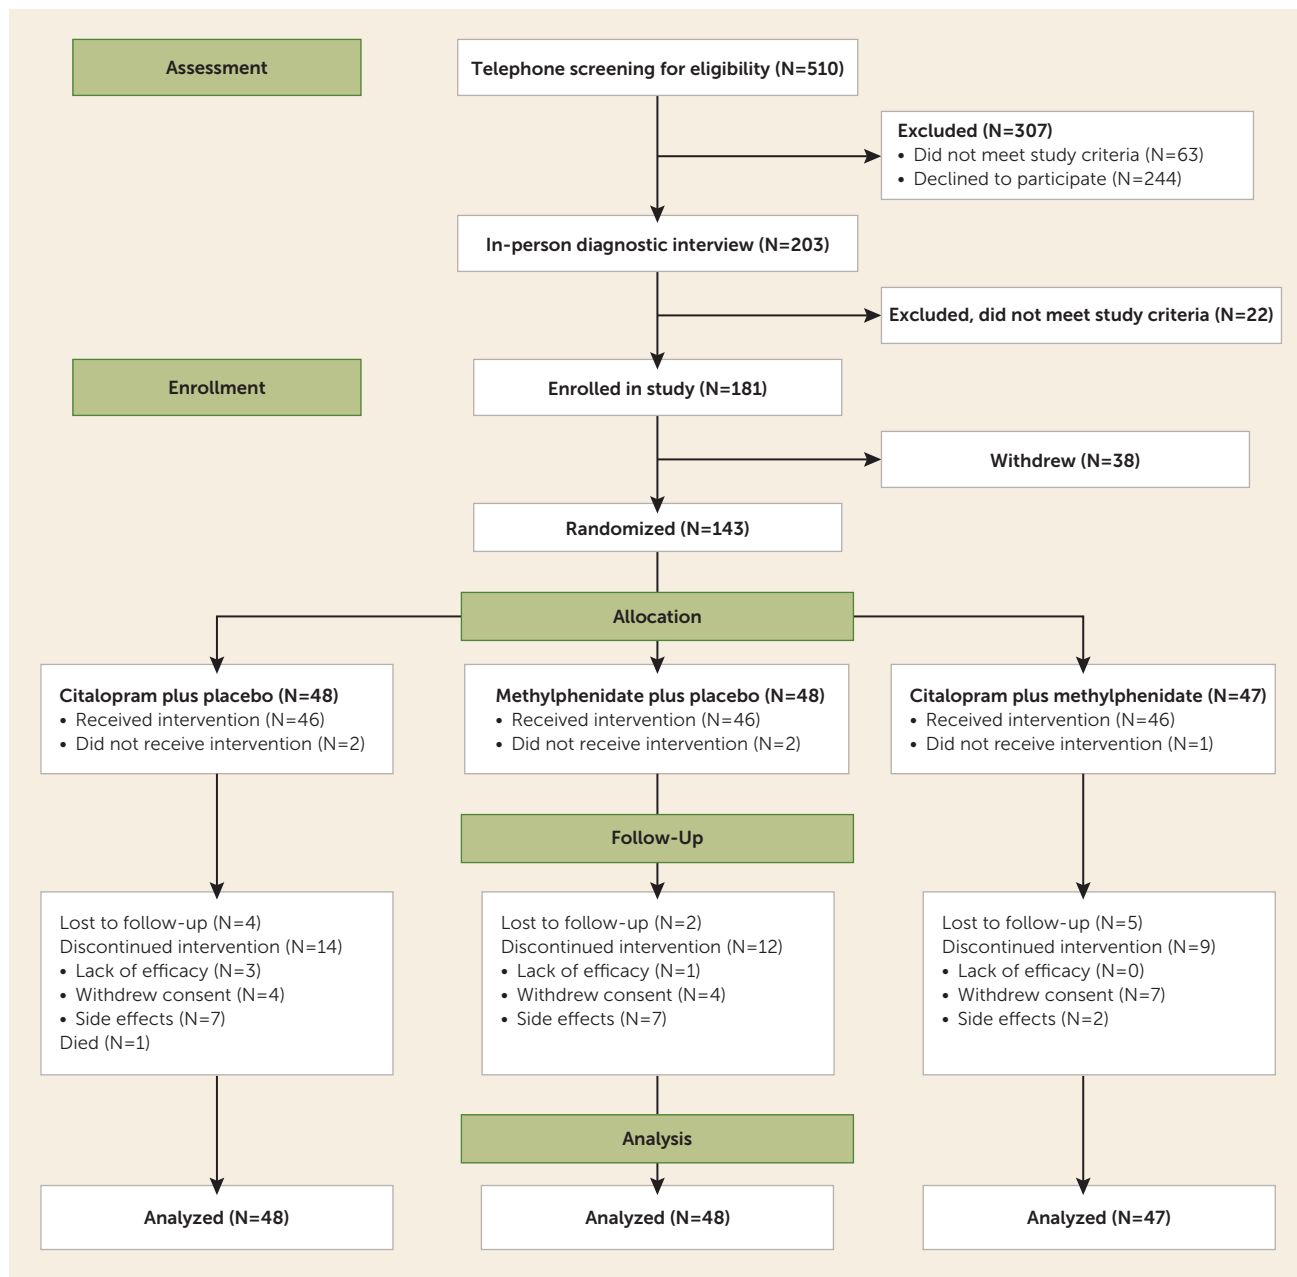 Assessment
Telephone screening for eligibility (N=510)
Excluded (N=307)
• Did not meet study criteria (N=63)
• Declined to participate (N=244)
In-person diagnostic interview (N=203)
Excluded, did not meet study criteria (N=22)
Enrollment
Enrolled in study (N=181)
Withdrew (N=38)
Randomized (N=143)
Allocation
Citalopram plus placebo (N=48)
• Received intervention (N=46)
• Did not receive intervention (N=2)
Methylphenidate plus placebo (N=48)
• Received intervention (N=46)
• Did not receive intervention (N=2)
Citalopram plus methylphenidate (N=47)
• Received intervention (N=46)
• Did not receive intervention (N=1)
Follow-Up
Lost to follow-up (N=4)
Discontinued intervention (N=14)
• Lack of efficacy (N=3)
• Withdrew consent (N=4)
• Side effects (N=7)
Died (N=1)
Lost to follow-up (N=2)
Discontinued intervention (N=12)
• Lack of efficacy (N=1)
• Withdrew consent (N=4)
• Side effects (N=7)
Lost to follow-up (N=5)
Discontinued intervention (N=9)
• Lack of efficacy (N=0)
• Withdrew consent (N=7)
• Side effects (N=2)
Analysis
Analyzed (N=48)
Analyzed (N=48)
Analyzed (N=47)